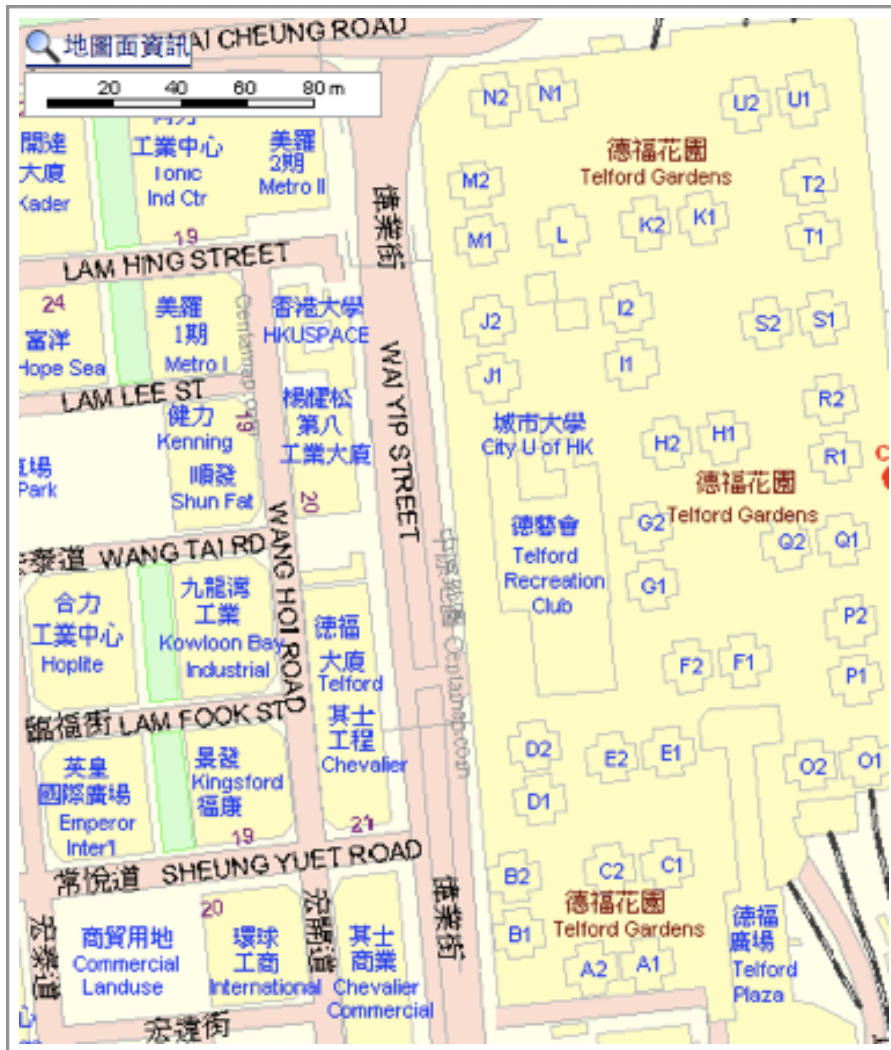 地圖面資訊
AI CHEUNG ROAD
20 40 60 80 m
開達
大廈
Kader
工業中心
Tonic
Ind Ctr
美羅
2期
Metro II
19
偉業街
LAM HING STREET
24
富洋
Hope Sea
美羅
1期
Metro I
Centamap.com
香港大學
HKUSPACE
LAM LEE ST
健力
Kenning
19
順發
Shun Fat
楊耀松
第八
工業大廈
20
WAI YIP STREET
Park
WANG TAI RD
WANG HOI ROAD
合力
工業中心
Hoplite
九龍灣
工業
Kowloon Bay
Industrial
德福
大廈
Telford
其士
工程
Chevalier
21
臨福街 LAM FOOK ST
英皇
國際廣場
Emperor
Inter'l
景發
Kingsford
福康
19
常悅道 SHEUNG YUET ROAD
宏泰道
商貿用地
Commercial
Landuse
20
環球
工商
International
宏開道
其士
商業
Chevalier
Commercial
偉業街
宏遠街
中原地圖 Centamap.com
N2 N1
U2 U1
德福花園
Telford Gardens
M2
T2
M1 L K2 K1 T1
J2 I2 S2 S1
J1 I1
R2
城市大學
City U of HK
H2 H1
R1
德福花園
Telford Gardens
德藝會
Telford
Recreation
Club
G2
Q2 Q1
G1
P2
F2 F1
P1
D2 E2 E1
O2 O1
D1
B2 C2 C1
德福花園
Telford Gardens
B1
A2 A1
德福
廣場
Telford
Plaza